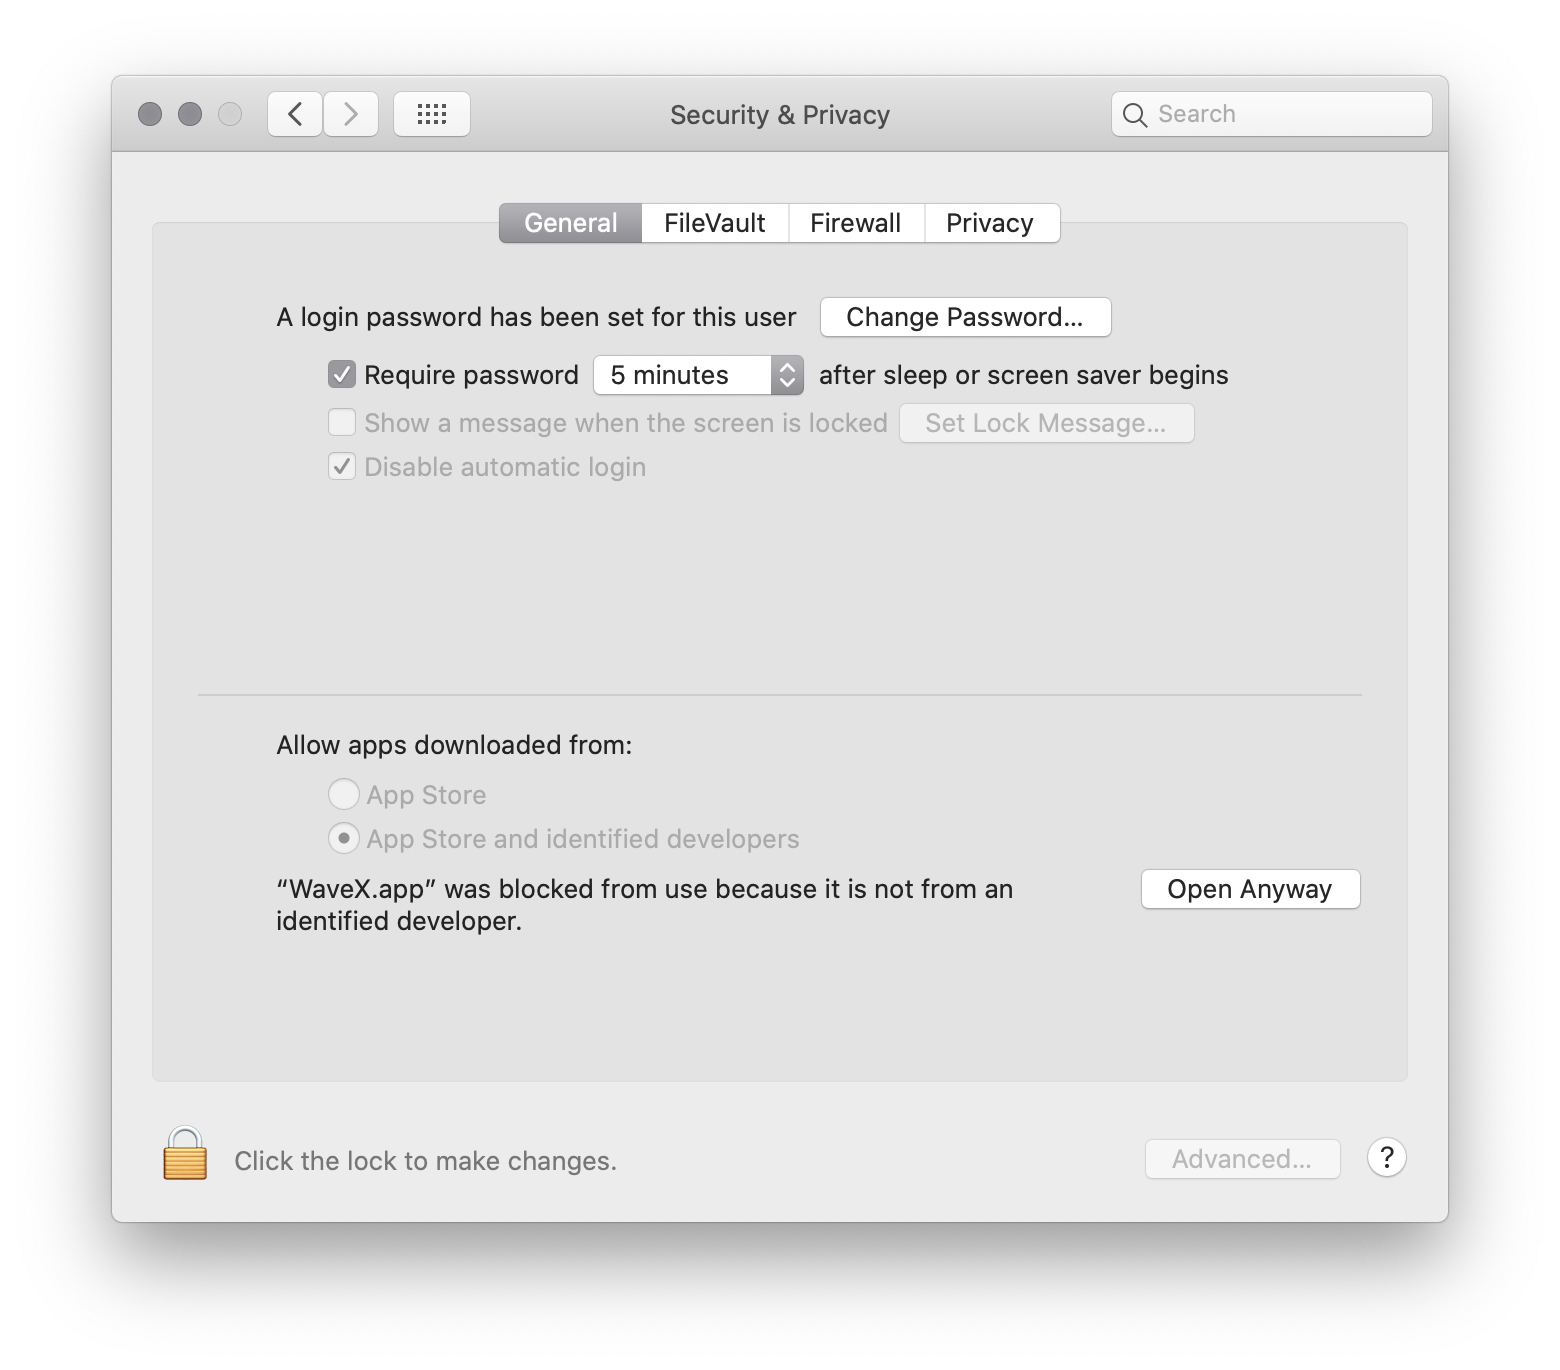 Security & Privacy
Search
General
FileVault
Firewall
Privacy
A login password has been set for this user
Change Password...
Require password
5 minutes
after sleep or screen saver begins
Show a message when the screen is locked
Set Lock Message...
Disable automatic login
Allow apps downloaded from:
App Store
App Store and identified developers
“WaveX.app” was blocked from use because it is not from an
identified developer.
Open Anyway
Click the lock to make changes.
Advanced...
?